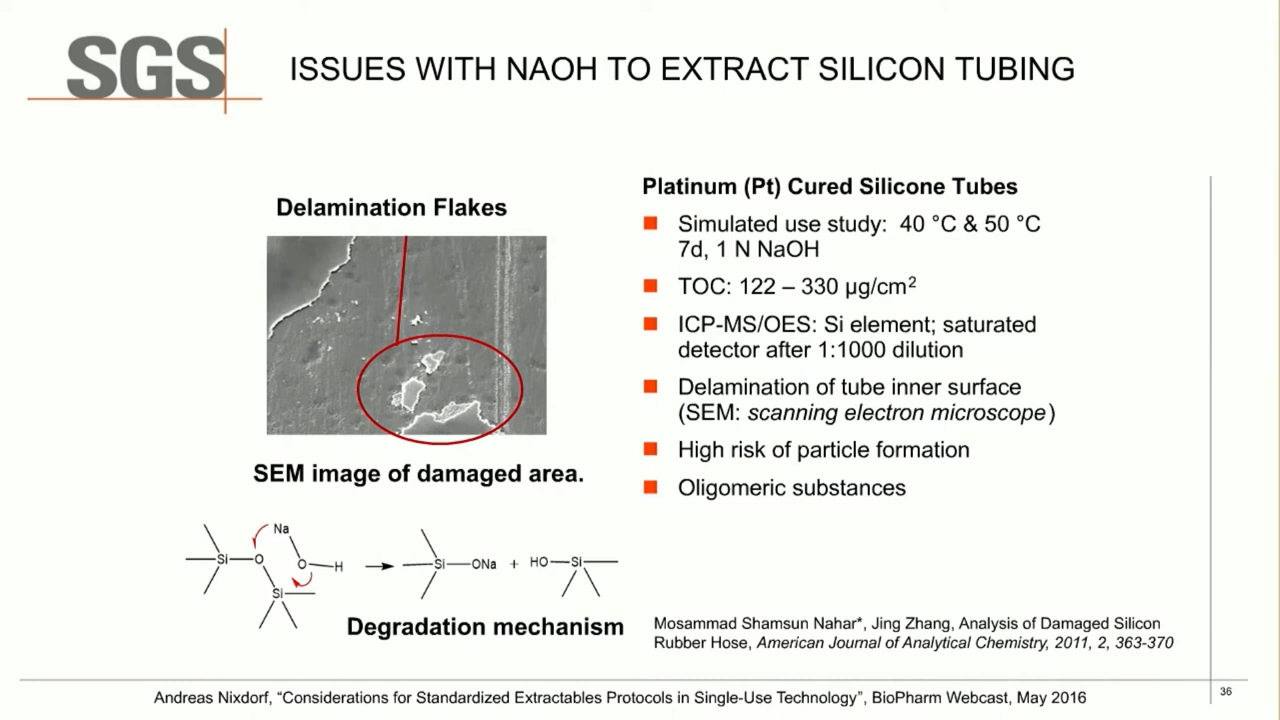 SGS
ISSUES WITH NAOH TO EXTRACT SILICON TUBING
Delamination Flakes
SEM image of damaged area.
Platinum (Pt) Cured Silicone Tubes
Simulated use study: 40 °C & 50 °C
7d, 1 N NaOH
TOC: 122 – 330 µg/cm²
ICP-MS/OES: Si element; saturated
detector after 1:1000 dilution
Delamination of tube inner surface
(SEM: scanning electron microscope)
High risk of particle formation
Oligomeric substances
Na
Si O O H Si ONa + HO Si
Si
Degradation mechanism
Mosammad Shamsun Nahar*, Jing Zhang, Analysis of Damaged Silicon
Rubber Hose, American Journal of Analytical Chemistry, 2011, 2, 363-370
Andreas Nixdorf, “Considerations for Standardized Extractables Protocols in Single-Use Technology”, BioPharm Webcast, May 2016
36